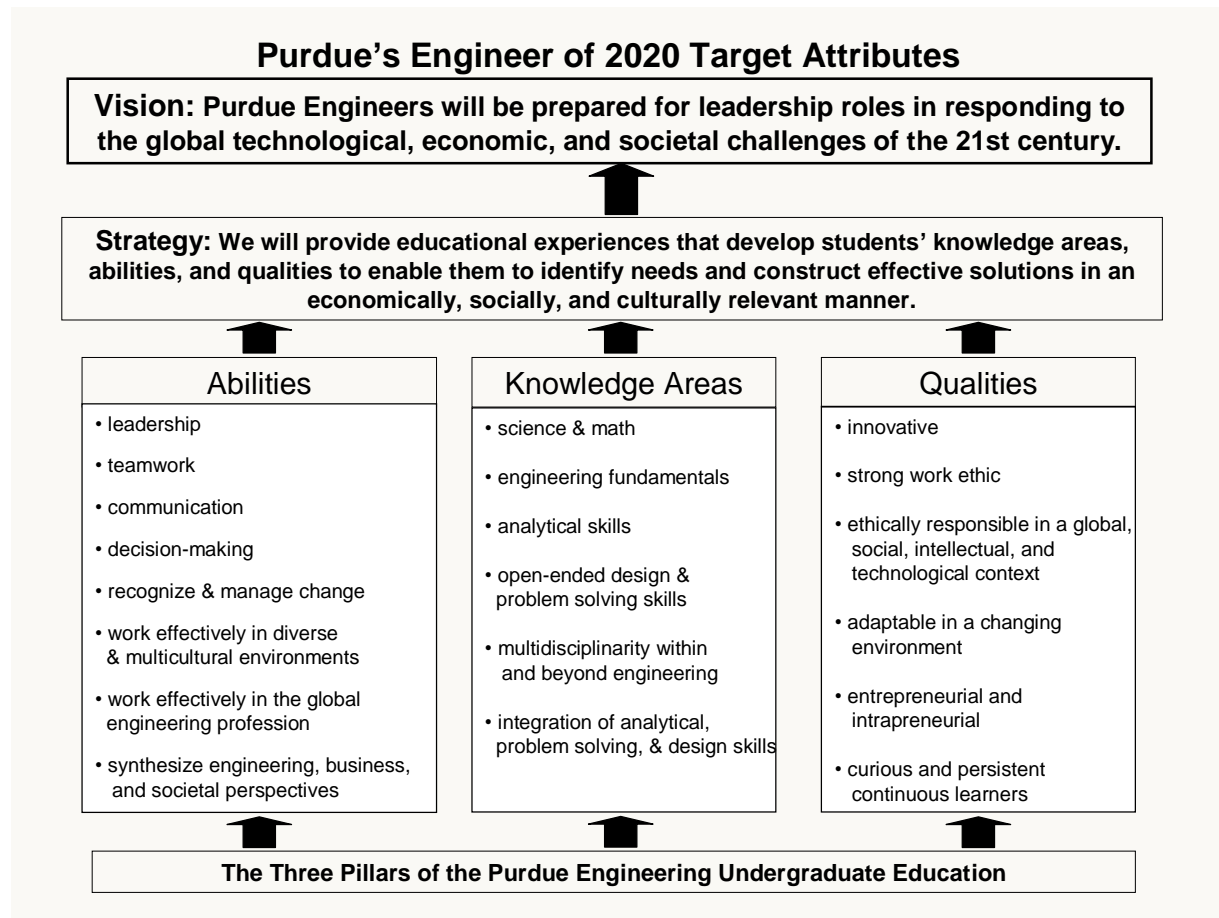 Purdue’s Engineer of 2020 Target Attributes
Vision: Purdue Engineers will be prepared for leadership roles in responding to
the global technological, economic, and societal challenges of the 21st century.
Strategy: We will provide educational experiences that develop students’ knowledge areas,
abilities, and qualities to enable them to identify needs and construct effective solutions in an
economically, socially, and culturally relevant manner.
Abilities
• leadership
• teamwork
• communication
• decision-making
• recognize & manage change
• work effectively in diverse
& multicultural environments
• work effectively in the global
engineering profession
• synthesize engineering, business,
and societal perspectives
Knowledge Areas
• science & math
• engineering fundamentals
• analytical skills
• open-ended design &
problem solving skills
• multidisciplinarity within
and beyond engineering
• integration of analytical,
problem solving, & design skills
Qualities
• innovative
• strong work ethic
• ethically responsible in a global,
social, intellectual, and
technological context
• adaptable in a changing
environment
• entrepreneurial and
intrapreneurial
• curious and persistent
continuous learners
The Three Pillars of the Purdue Engineering Undergraduate Education